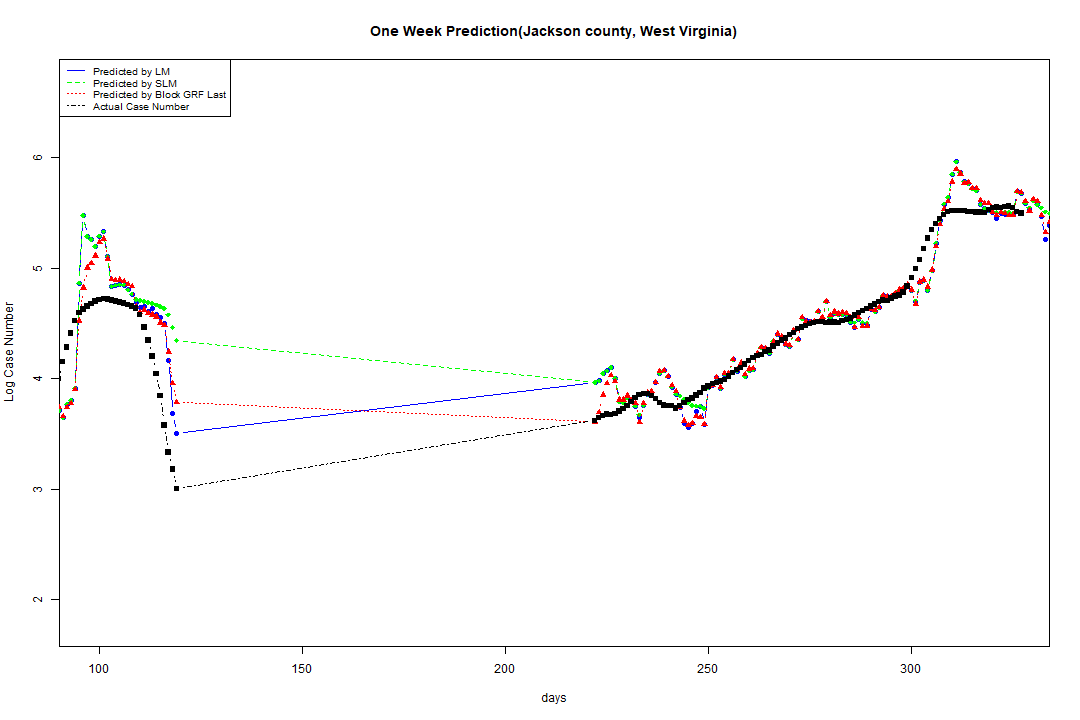 One Week Prediction(Jackson county, West Virginia)
Predicted by LM
Predicted by SLM
Predicted by Block GRF Last
Actual Case Number
6
5
4
3
2
Log Case Number
100 150 200 250 300
days